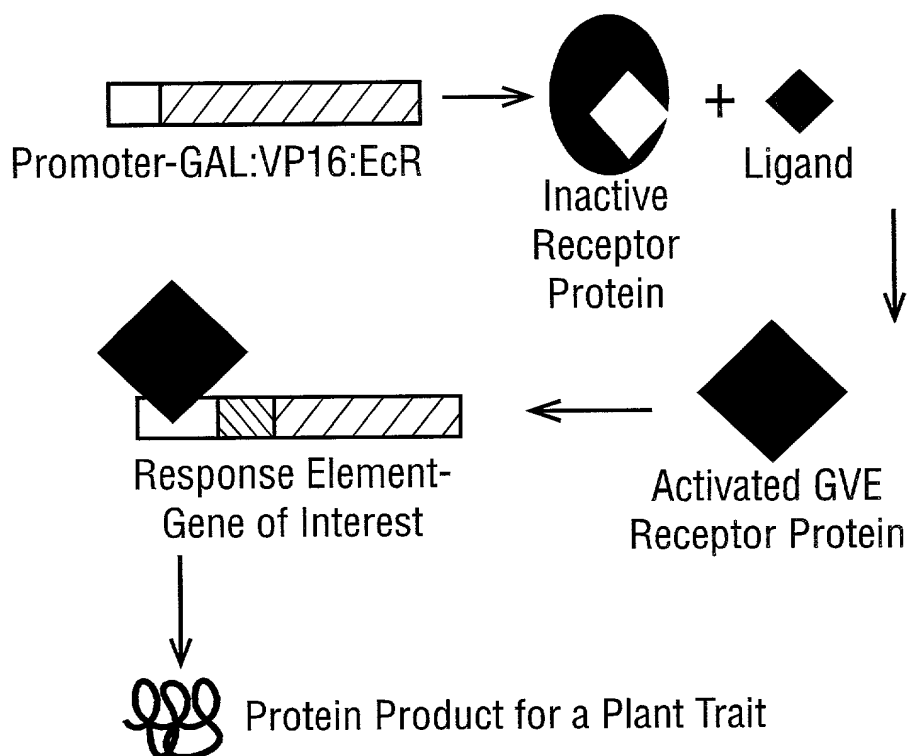 Promoter-GAL:VP16:EcR
Inactive
Receptor
Protein
+
Ligand
Activated GVE
Receptor Protein
Response Element-
Gene of Interest
Protein Product for a Plant Trait